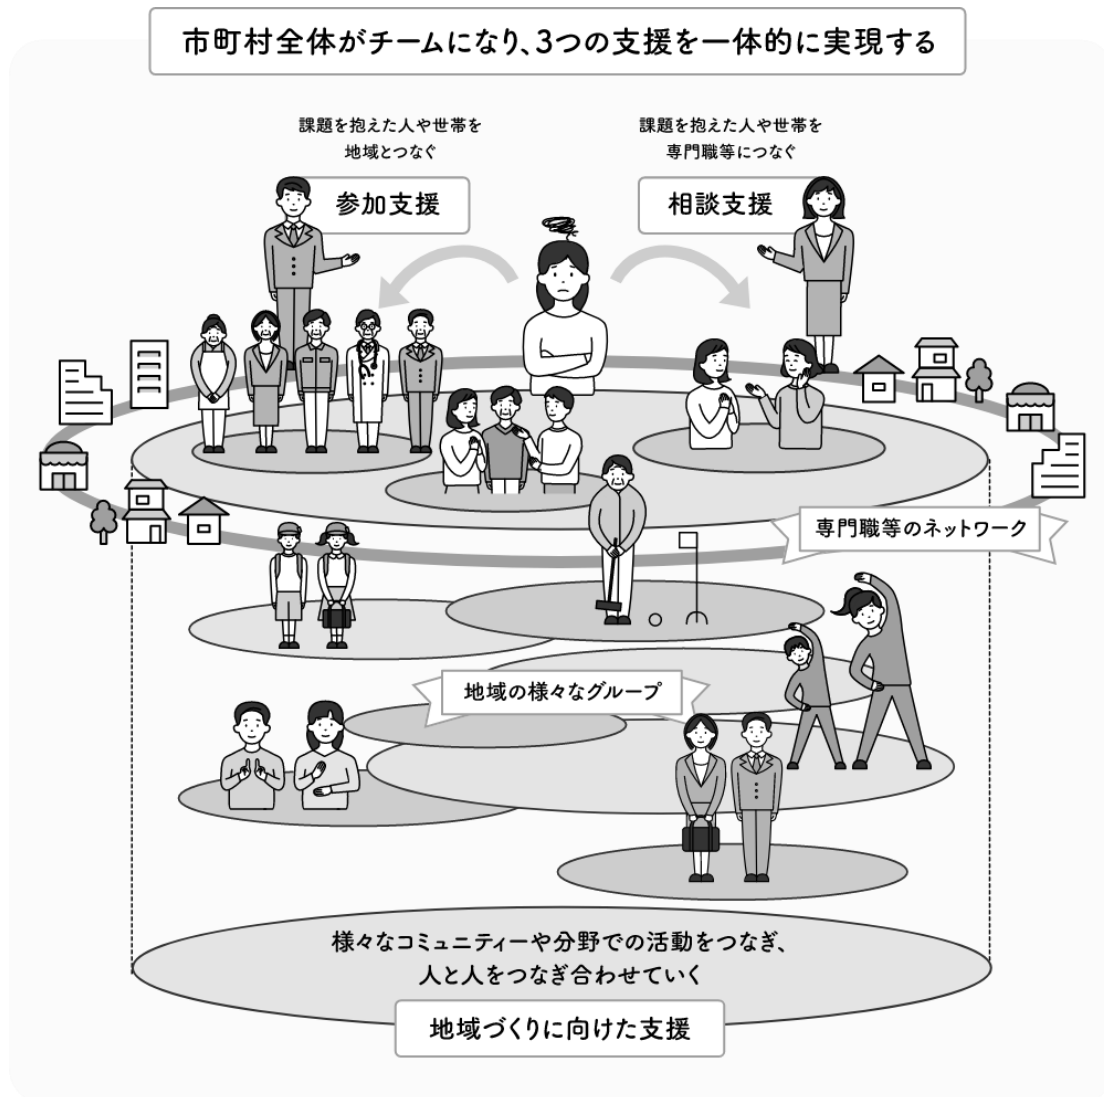 市町村全体がチームになり、3つの支援を一体的に実現する
課題を抱えた人や世帯を
地域とつなぐ
参加支援
課題を抱えた人や世帯を
専門職等につなぐ
相談支援
専門職等のネットワーク
地域の様々なグループ
様々なコミュニティーや分野での活動をつなぎ、
人と人をつなぎ合わせていく
地域づくりに向けた支援